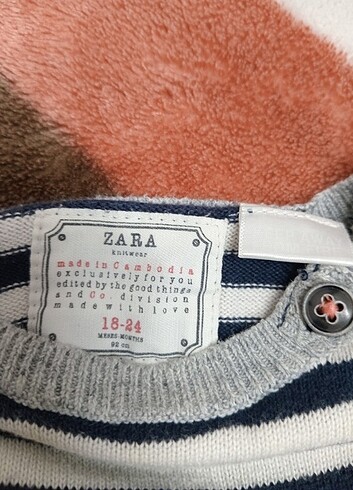 ZARA
knitwear
made in Cambodia
exclusively for you
edited by the good things
and Co. division
made with love
18-24
MESES-MONTHS
92 cm